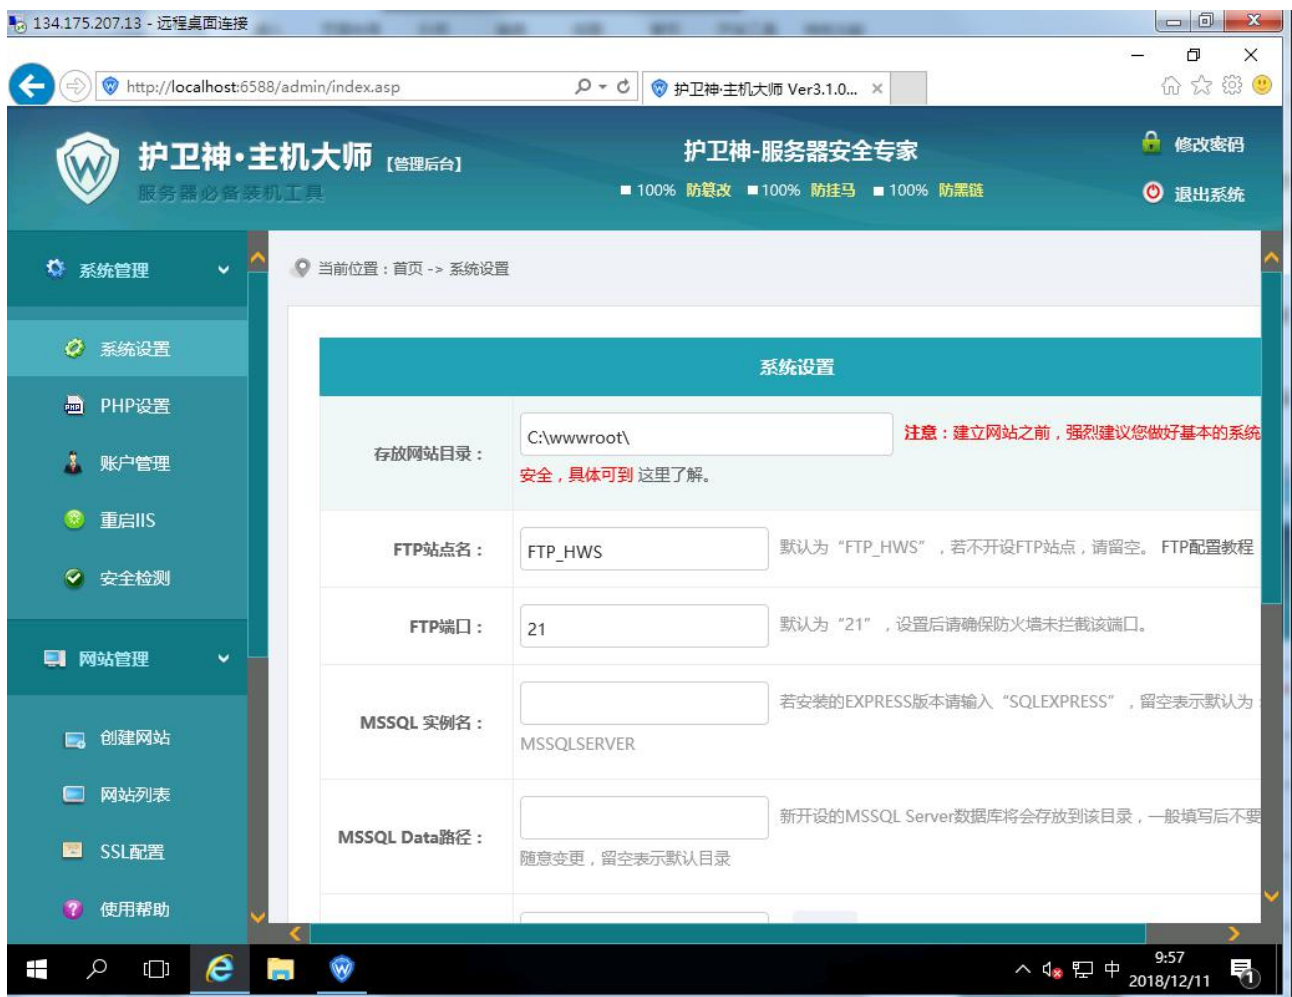 134.175.207.13 - 远程桌面连接
http://localhost:6588/admin/index.asp
护卫神·主机大师 Ver3.1.0...
护卫神·主机大师【管理后台】
服务器必备装机工具
护卫神-服务器安全专家
100% 防篡改 100% 防挂马 100% 防黑链
修改密码
退出系统
系统管理
系统设置
PHP设置
账户管理
重启IIS
安全检测
网站管理
创建网站
网站列表
SSL配置
使用帮助
当前位置：首页 -> 系统设置
系统设置
存放网站目录：
C:\wwwroot\
注意：建立网站之前，强烈建议您做好基本的系统
安全，具体可到 这里了解。
FTP站点名：
FTP_HWS
默认为“FTP_HWS”，若不开设FTP站点，请留空。 FTP配置教程
FTP端口：
21
默认为“21”，设置后请确保防火墙未拦截该端口。
MSSQL 实例名：
若安装的EXPRESS版本请输入“SQLEXPRESS”，留空表示默认为：
MSSQLSERVER
MSSQL Data路径：
新开设的MSSQL Server数据库将会存放到该目录，一般填写后不要
随意变更，留空表示默认目录
中
9:57
2018/12/11
1